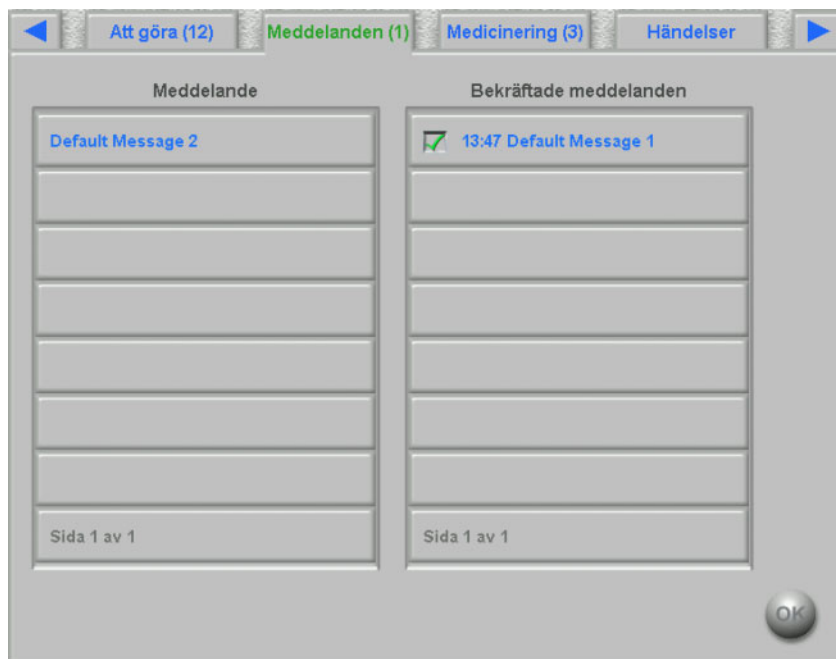 Att göra (12)
Meddelanden (1)
Medicinering (3)
Händelser
Meddelande
Default Message 2
Sida 1 av 1
Bekräftade meddelanden
13:47 Default Message 1
Sida 1 av 1
OK